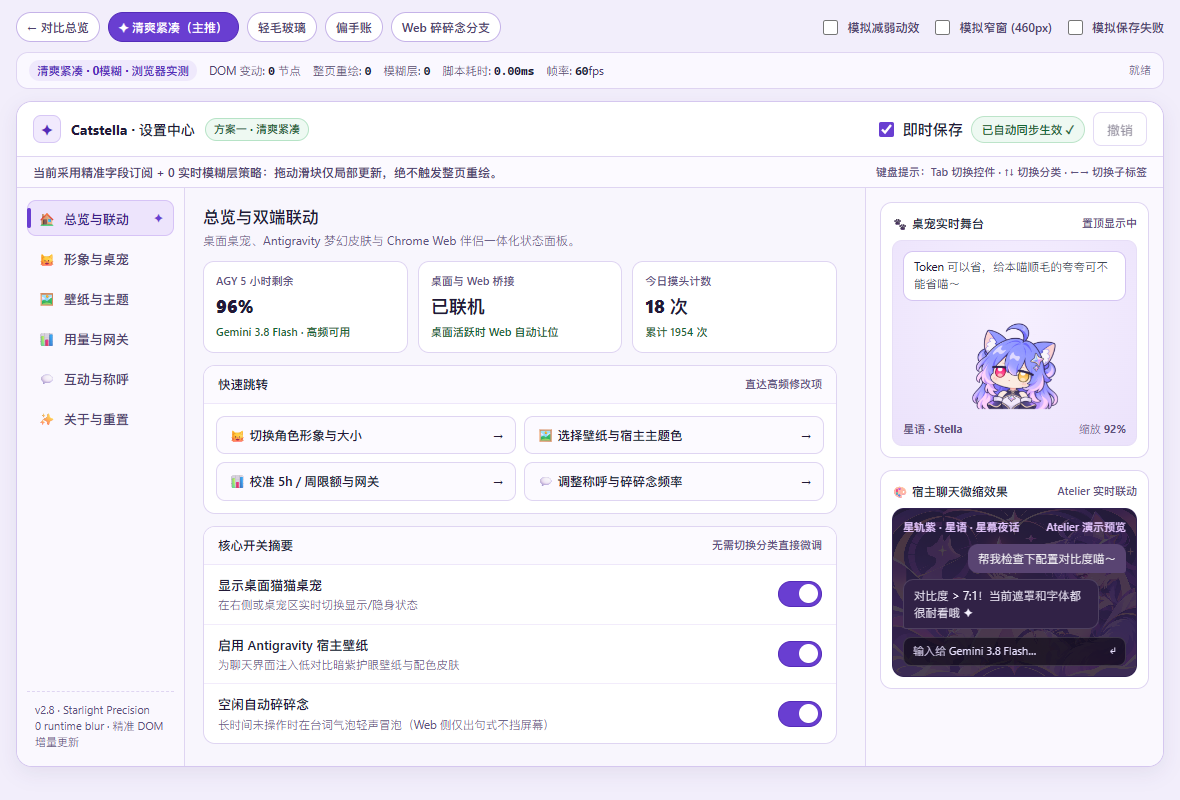 ← 对比总览
✦ 清爽紧凑（主推）
轻毛玻璃
偏手账
Web 碎碎念分支
模拟减弱动效
模拟窄窗 (460px)
模拟保存失败
清爽紧凑 · 0模糊 · 浏览器实测
DOM 变动: 0 节点
整页重绘: 0
模糊层: 0
脚本耗时: 0.00ms
帧率: 60fps
就绪
✦ Catstella · 设置中心
方案一 · 清爽紧凑
即时保存
已自动同步生效 ✓
撤销
当前采用精准字段订阅 + 0 实时模糊层策略：拖动滑块仅局部更新，绝不触发整页重绘。
键盘提示：Tab 切换控件 · ↑↓ 切换分类 · ←→ 切换子标签
总览与联动 ✦
形象与桌宠
壁纸与主题
用量与网关
互动与称呼
关于与重置
v2.8 · Starlight Precision
0 runtime blur · 精准 DOM
增量更新
总览与双端联动
桌面桌宠、Antigravity 梦幻皮肤与 Chrome Web 伴侣一体化状态面板。
AGY 5 小时剩余
96%
Gemini 3.8 Flash · 高频可用
桌面与 Web 桥接
已联机
桌面活跃时 Web 自动让位
今日摸头计数
18 次
累计 1954 次
快速跳转
直达高频修改项
切换角色形象与大小 →
选择壁纸与宿主主题色 →
校准 5h / 周限额与网关 →
调整称呼与碎碎念频率 →
核心开关摘要
无需切换分类直接微调
显示桌面猫猫桌宠
在右侧或桌宠区实时切换显示/隐身状态
启用 Antigravity 宿主壁纸
为聊天界面注入低对比暗紫护眼壁纸与配色皮肤
空闲自动碎碎念
长时间未操作时在台词气泡轻声冒泡（Web 侧仅出句式不挡屏幕）
桌宠实时舞台
置顶显示中
Token 可以省，给本喵顺毛的夸夸可不
能省喵～
星语 · Stella
缩放 92%
宿主聊天微缩效果
Atelier 实时联动
星轨紫 · 星语 · 星幕夜话
Atelier 演示预览
帮我检查下配置对比度喵～
对比度 > 7:1！当前遮罩和字体都
很耐看哦 ✦
输入给 Gemini 3.8 Flash... ↵